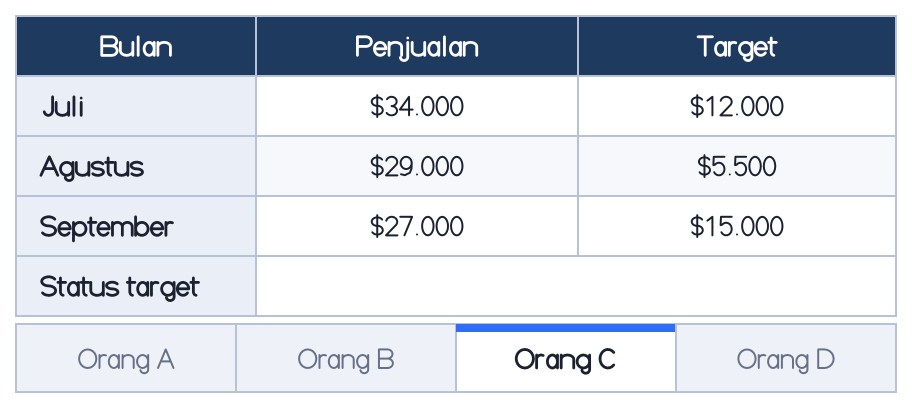 Bulan Penjualan Target
Juli $34.000 $12.000
Agustus $29.000 $5.500
September $27.000 $15.000
Status target
Orang A Orang B Orang C Orang D